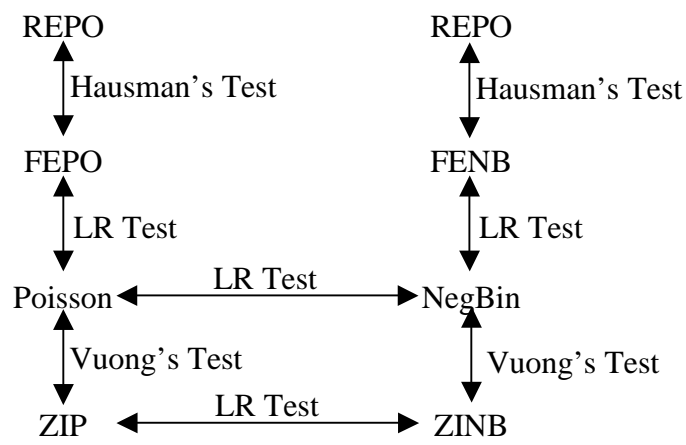 REPO REPO
Hausman's Test Hausman's Test
FEPO FENB
LR Test LR Test
Poisson LR Test NegBin
Vuong's Test Vuong's Test
ZIP LR Test ZINB